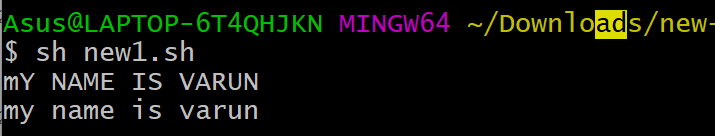 Asus@LAPTOP-6T4QHJKN MINGW64 ~/Downloads/new-
$ sh new1.sh
mY NAME IS VARUN
my name is varun